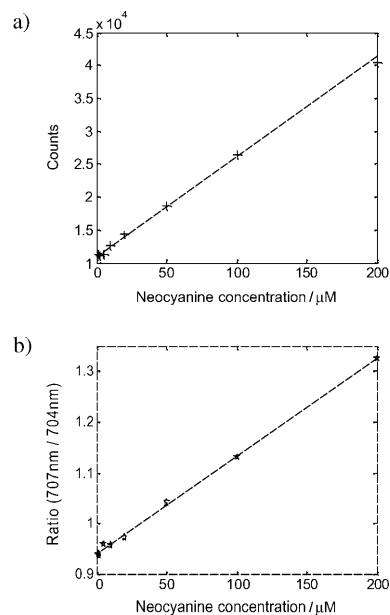 a)
× 10⁴
4.5
4
3.5
3
2.5
2
1.5
1
Counts
0 50 100 150 200
Neocyanine concentration / µM
b)
1.3
1.2
1.1
1
0.9
Ratio (707nm / 704nm)
0 50 100 150 200
Neocyanine concentration / µM